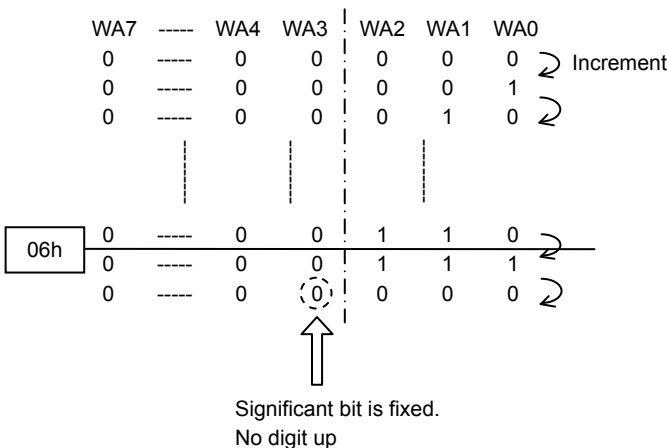 WA7 ----- WA4 WA3 WA2 WA1 WA0
0 ----- 0 0 0 0 0 Increment
0 ----- 0 0 0 0 1
0 ----- 0 0 0 1 0
0 ----- 0 0 1 1 0
06h
0 ----- 0 0 1 1 1
0 ----- 0 0 0 0 0
Significant bit is fixed.
No digit up